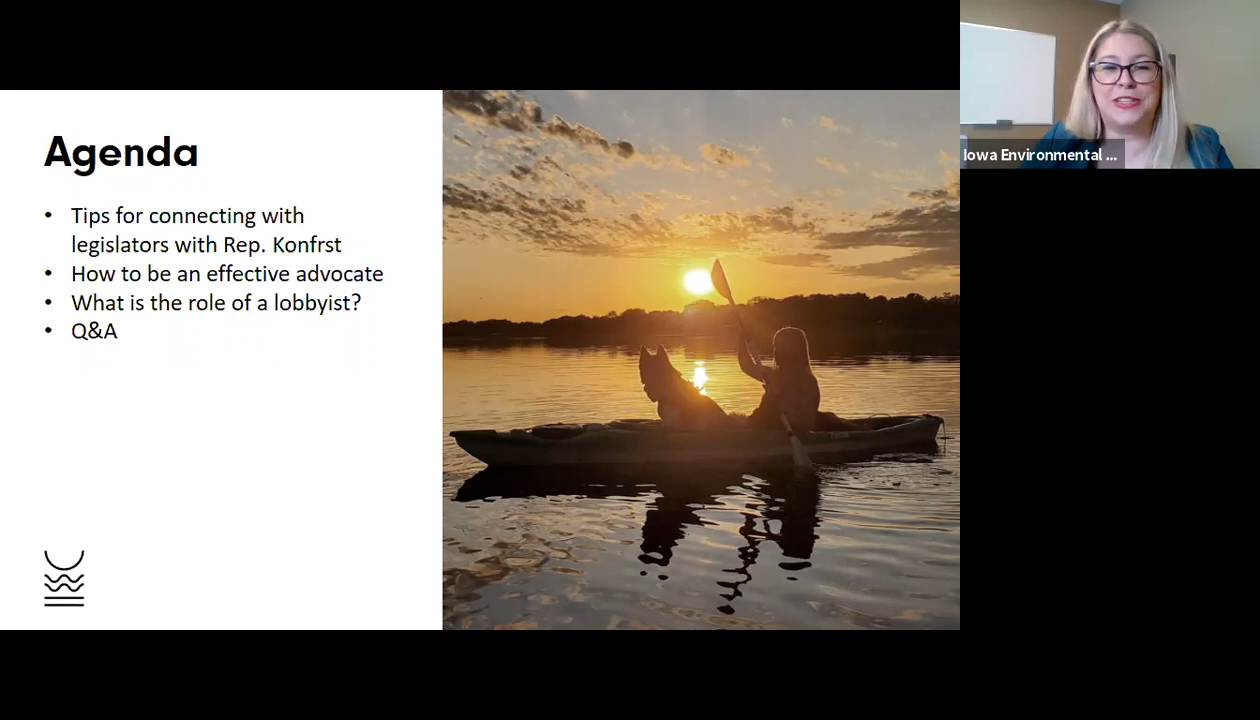 Agenda
• Tips for connecting with
legislators with Rep. Konfrst
• How to be an effective advocate
• What is the role of a lobbyist?
• Q&A
Iowa Environmental ...